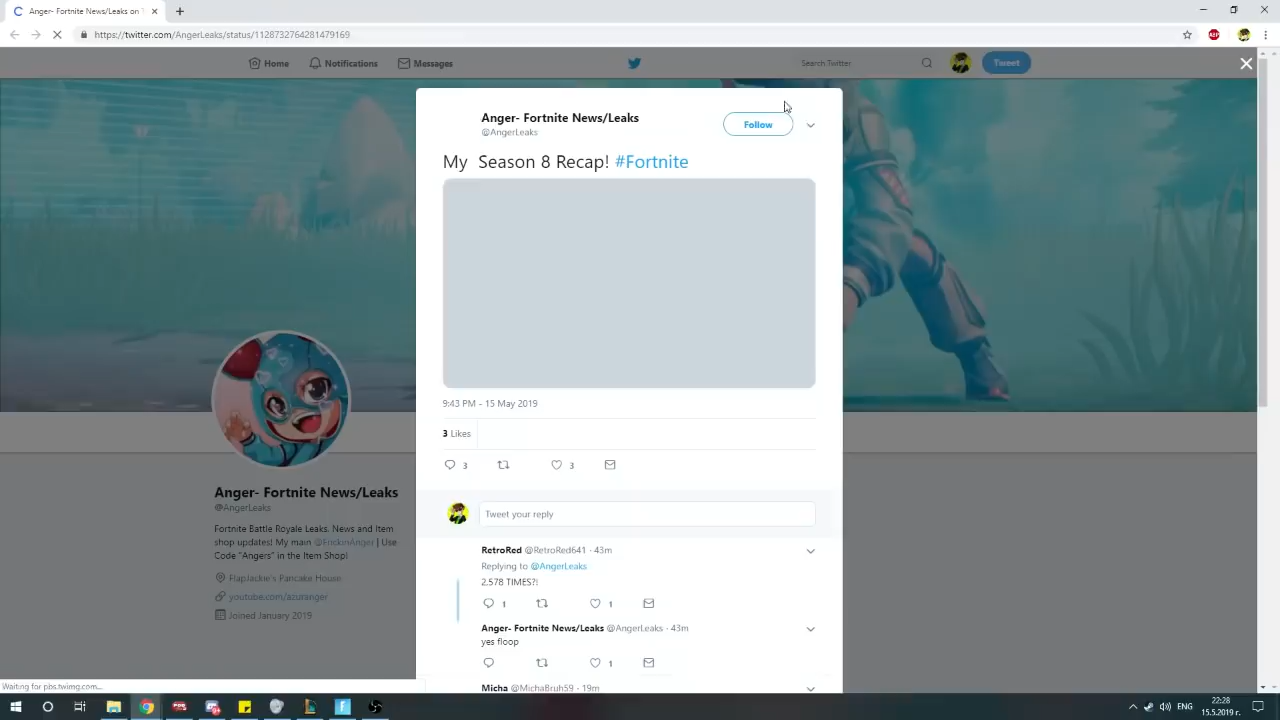 Anger- Fortnite News/Leaks on T
https://twitter.com/AngerLeaks/status/1128732764281479169
ABP
Home
Notifications
Messages
Search Twitter
Tweet
Anger- Fortnite News/Leaks
@AngerLeaks
Follow
My Season 8 Recap! #Fortnite
9:43 PM - 15 May 2019
3 Likes
3
3
Tweet your reply
RetroRed @RetroRed641 · 43m
Replying to @AngerLeaks
2,578 TIMES?!
1
1
Anger- Fortnite News/Leaks @AngerLeaks · 43m
yes floop
1
Micha @MichaBruh59 · 19m
Anger- Fortnite News/Leaks
@AngerLeaks
Fortnite Battle Royale Leaks, News and Item
shop updates! My main @FrickinAnger | Use
Code "Angers" in the Item Shop!
FlapJackie's Pancake House
youtube.com/azuranger
Joined January 2019
Waiting for pbs.twimg.com...
ENG
22:28
15.5.2019 г.